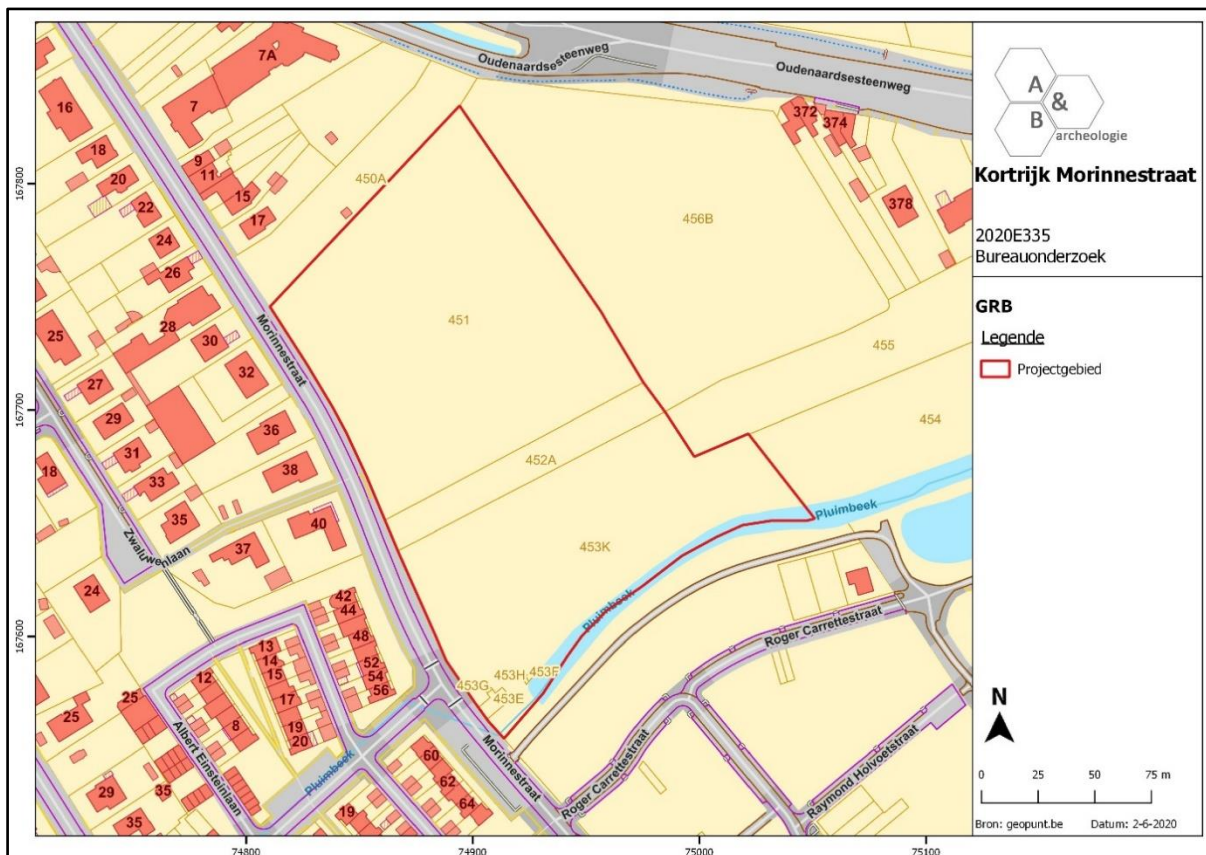 Oudenaardsesteenweg
Oudenaardsesteenweg
7A
7
16
18
20
22
24
26
28
30
32
36
38
40
9
11
15
17
450A
451
456B
372
374
378
455
454
452A
453K
25
27
29
31
33
35
18
37
24
Morinnestraat
Zwaluwenlaan
Pluimbeek
Pluimbeek
42
44
48
52
54
56
13
14
15
17
19
20
12
8
25
25
29
35
35
19
453G
453H
453F
453E
Albert Einsteinlaan
Pluimbeek
60
62
64
Morinnestraat
Roger Carrettestraat
Roger Carrettestraat
Raymond Holvoetstraat
167800
167700
167600
74800
74900
75000
75100
A
&
B
archeologie
Kortrijk Morinnestraat
2020E335
Bureauonderzoek
GRB
Legende
Projectgebied
N
0 25 50 75 m
Bron: geopunt.be Datum: 2-6-2020